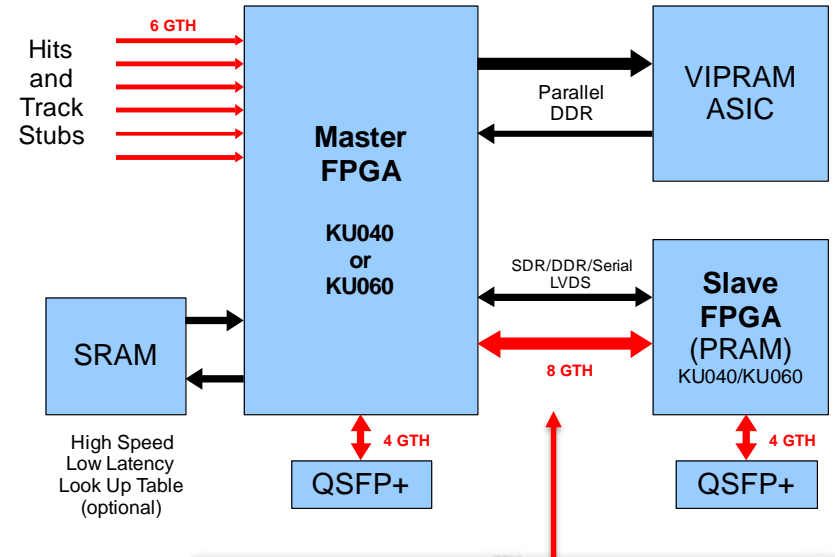 6 GTH
Hits
and
Track
Stubs
Master
FPGA
KU040
or
KU060
Parallel
DDR
VIPRAM
ASIC
SDR/DDR/Serial
LVDS
8 GTH
Slave
FPGA
(PRAM)
KU040/KU060
SRAM
High Speed
Low Latency
Look Up Table
(optional)
4 GTH
QSFP+
4 GTH
QSFP+